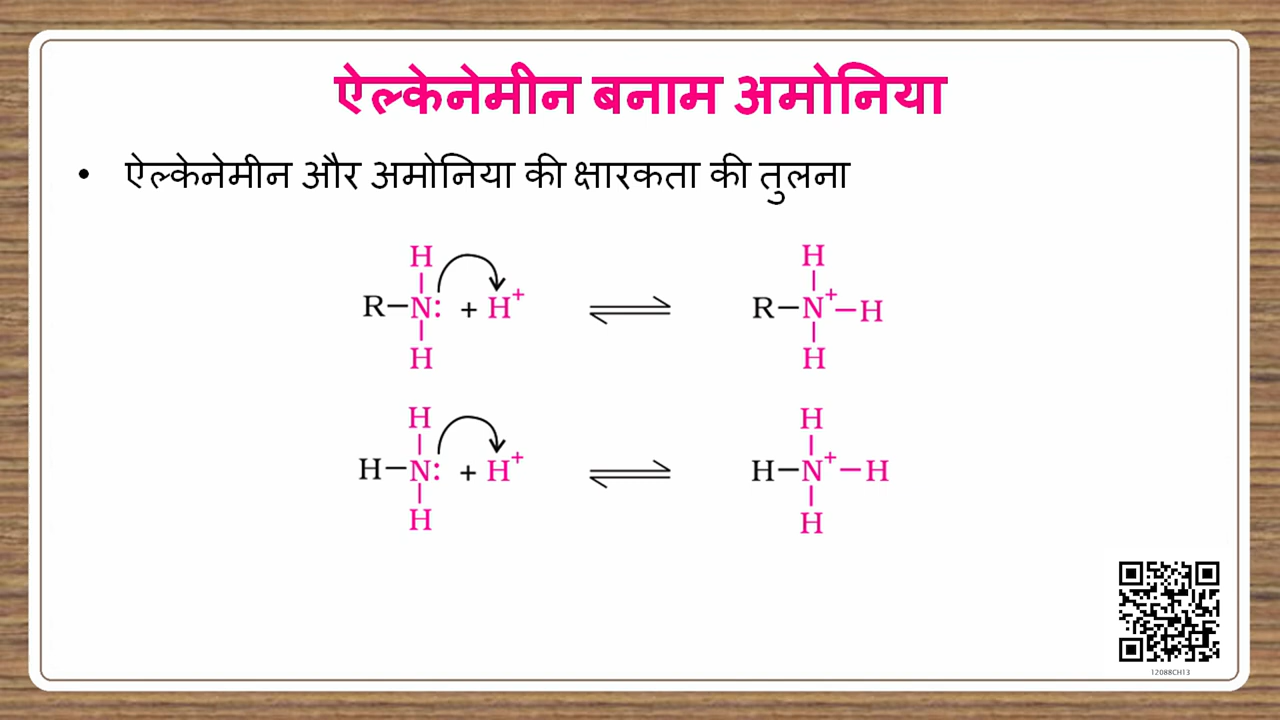 ऐल्केनेमीन बनाम अमोनिया
• ऐल्केनेमीन और अमोनिया की क्षारकता की तुलना
H H
| |
R–N: + H⁺ ⇌ R–N⁺–H
| |
H H
H H
| |
H–N: + H⁺ ⇌ H–N⁺–H
| |
H H
12088CH13